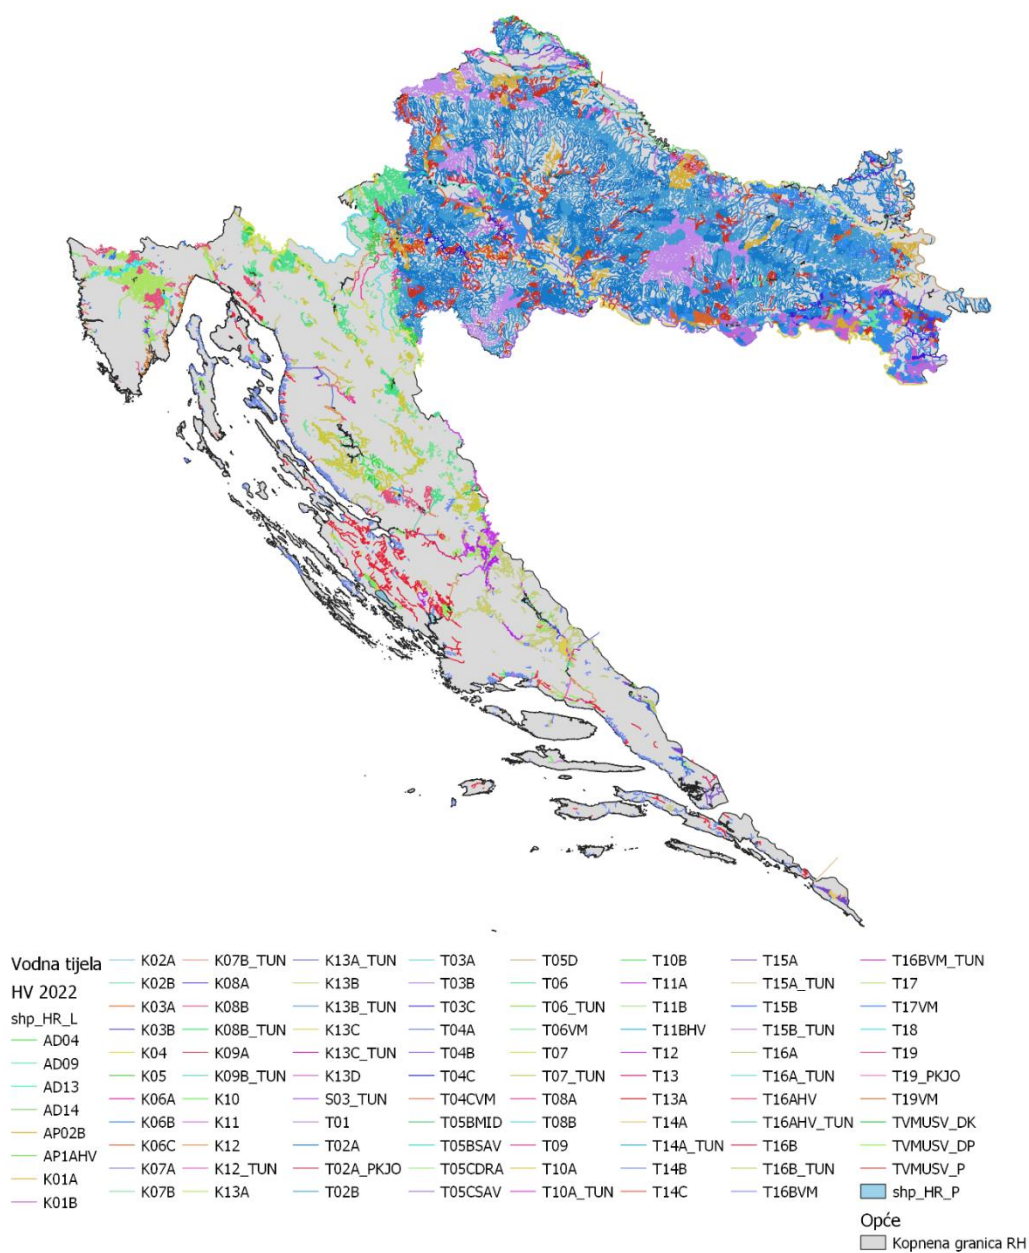 Vodna tijela
HV 2022
shp_HR_L
AD04
AD09
AD13
AD14
AP02B
AP1AHV
K01A
K01B
K02A
K02B
K03A
K03B
K04
K05
K06A
K06B
K06C
K07A
K07B
K07B_TUN
K08A
K08B
K08B_TUN
K09A
K09B_TUN
K10
K11
K12
K12_TUN
K13A
K13A_TUN
K13B
K13B_TUN
K13C
K13C_TUN
K13D
S03_TUN
T01
T02A
T02A_PKJO
T02B
T03A
T03B
T03C
T04A
T04B
T04C
T04CVM
T05BMID
T05BSAV
T05CDRA
T05CSAV
T05D
T06
T06_TUN
T06VM
T07
T07_TUN
T08A
T08B
T09
T10A
T10A_TUN
T10B
T11A
T11B
T11BHV
T12
T13
T13A
T14A
T14A_TUN
T14B
T14C
T15A
T15A_TUN
T15B
T15B_TUN
T16A
T16A_TUN
T16AHV
T16AHV_TUN
T16B
T16B_TUN
T16BVM
T16BVM_TUN
T17
T17VM
T18
T19
T19_PKJO
T19VM
TVMUSV_DK
TVMUSV_DP
TVMUSV_P
shp_HR_P
Opće
Kopnena granica RH